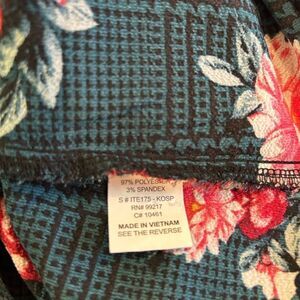 97% POLYESTER
3% SPANDEX
S # ITE175 - KOSP
RN# 99217
C# 10461
MADE IN VIETNAM
SEE THE REVERSE